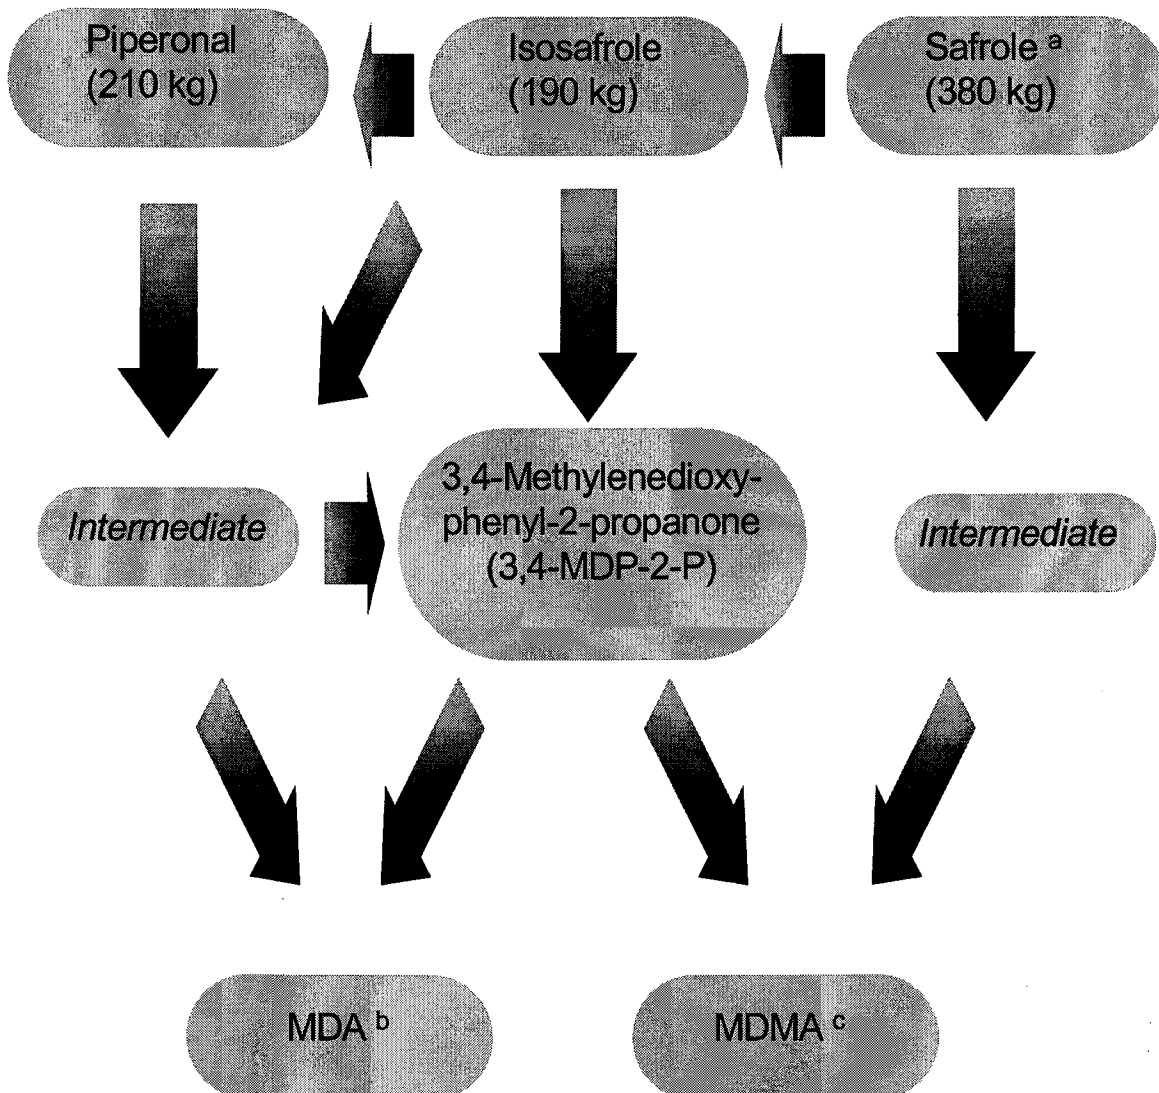 Piperonal
(210 kg)
Isosafrole
(190 kg)
Safrole a
(380 kg)
Intermediate
3,4-Methylenedioxy-
phenyl-2-propanone
(3,4-MDP-2-P)
Intermediate
MDA b
MDMA c